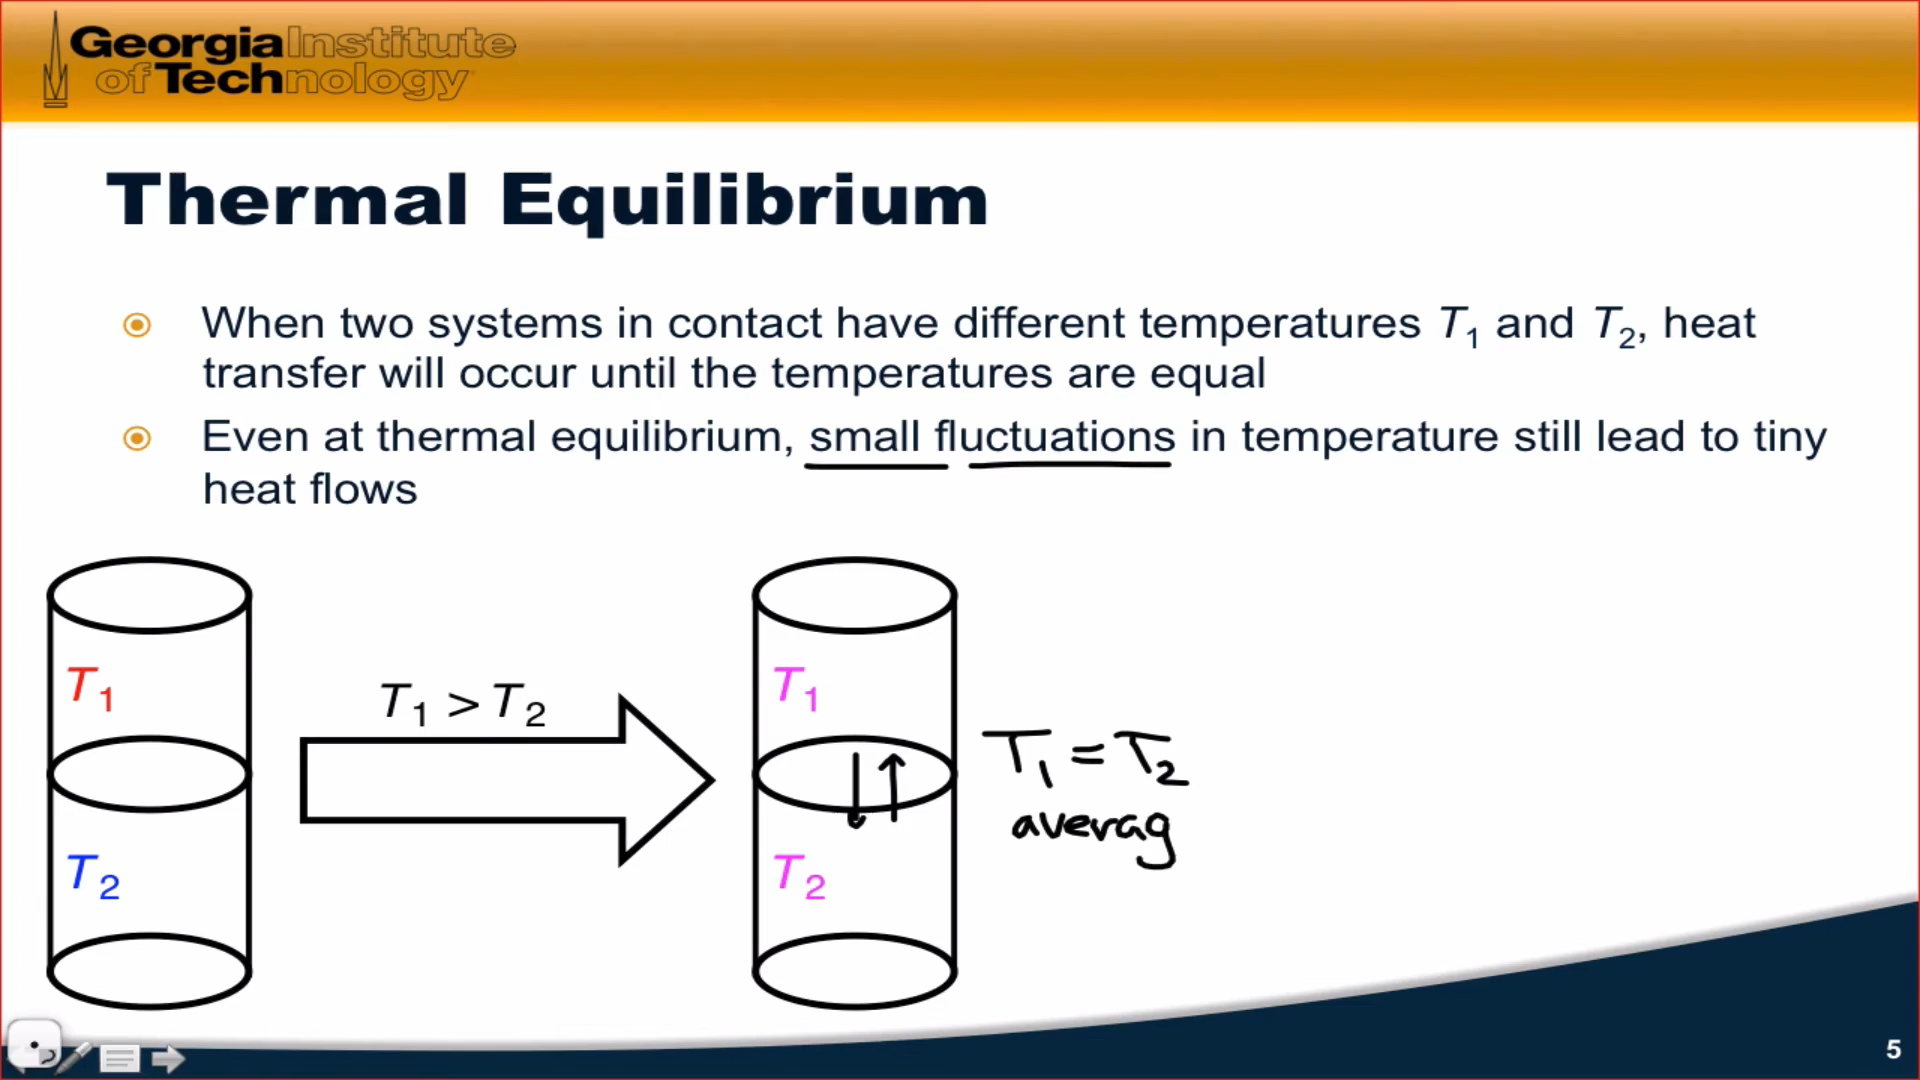 Georgia Institute
of Technology
Thermal Equilibrium
When two systems in contact have different temperatures T1 and T2, heat
transfer will occur until the temperatures are equal
Even at thermal equilibrium, small fluctuations in temperature still lead to tiny
heat flows
T1
T2
T1 > T2
T1
T2
T1 = T2
averag
5